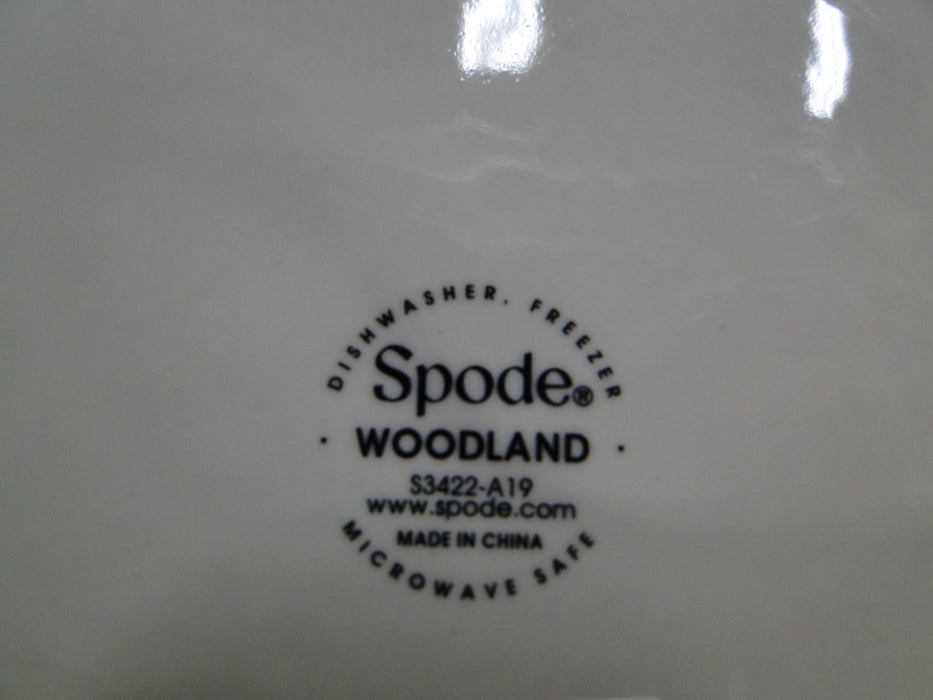 DISHWASHER, FREEZER
Spode®
· WOODLAND ·
S3422-A19
www.spode.com
MADE IN CHINA
MICROWAVE SAFE